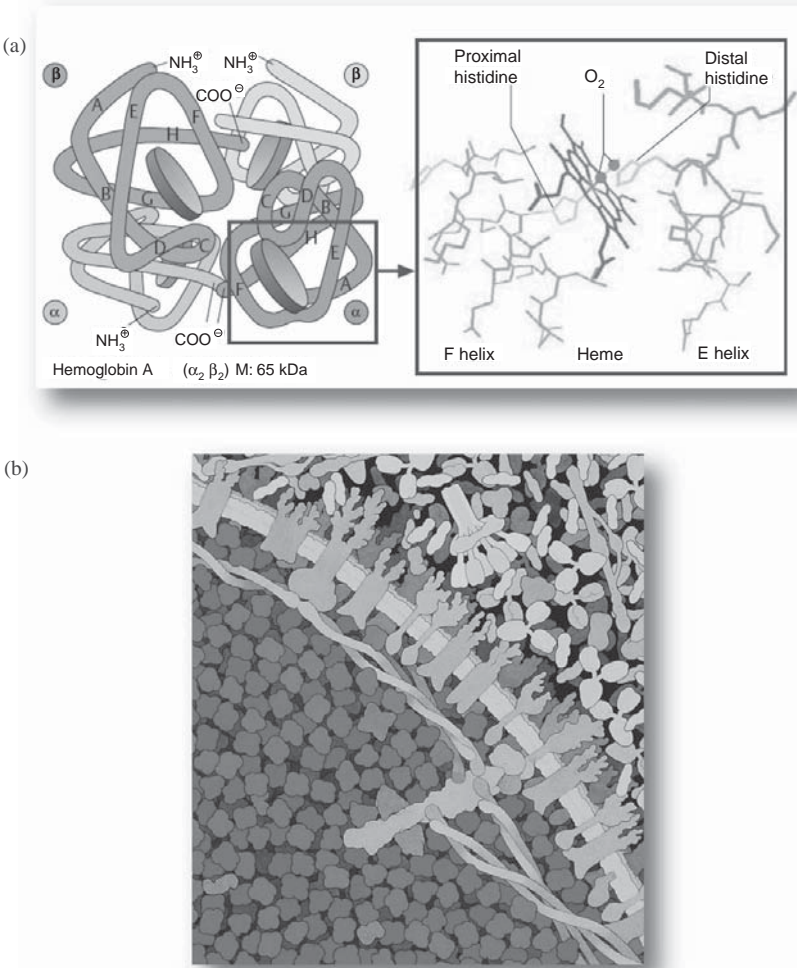 (a)
β
NH₃⊕
NH₃⊕
β
COO⊖
A
E
F
H
B
G
D
C
C
D
G
B
H
E
F
A
α
NH₃⊕
COO⊖
α
Hemoglobin A (α₂ β₂) M: 65 kDa
Proximal
histidine
O₂
Distal
histidine
F helix
Heme
E helix
(b)